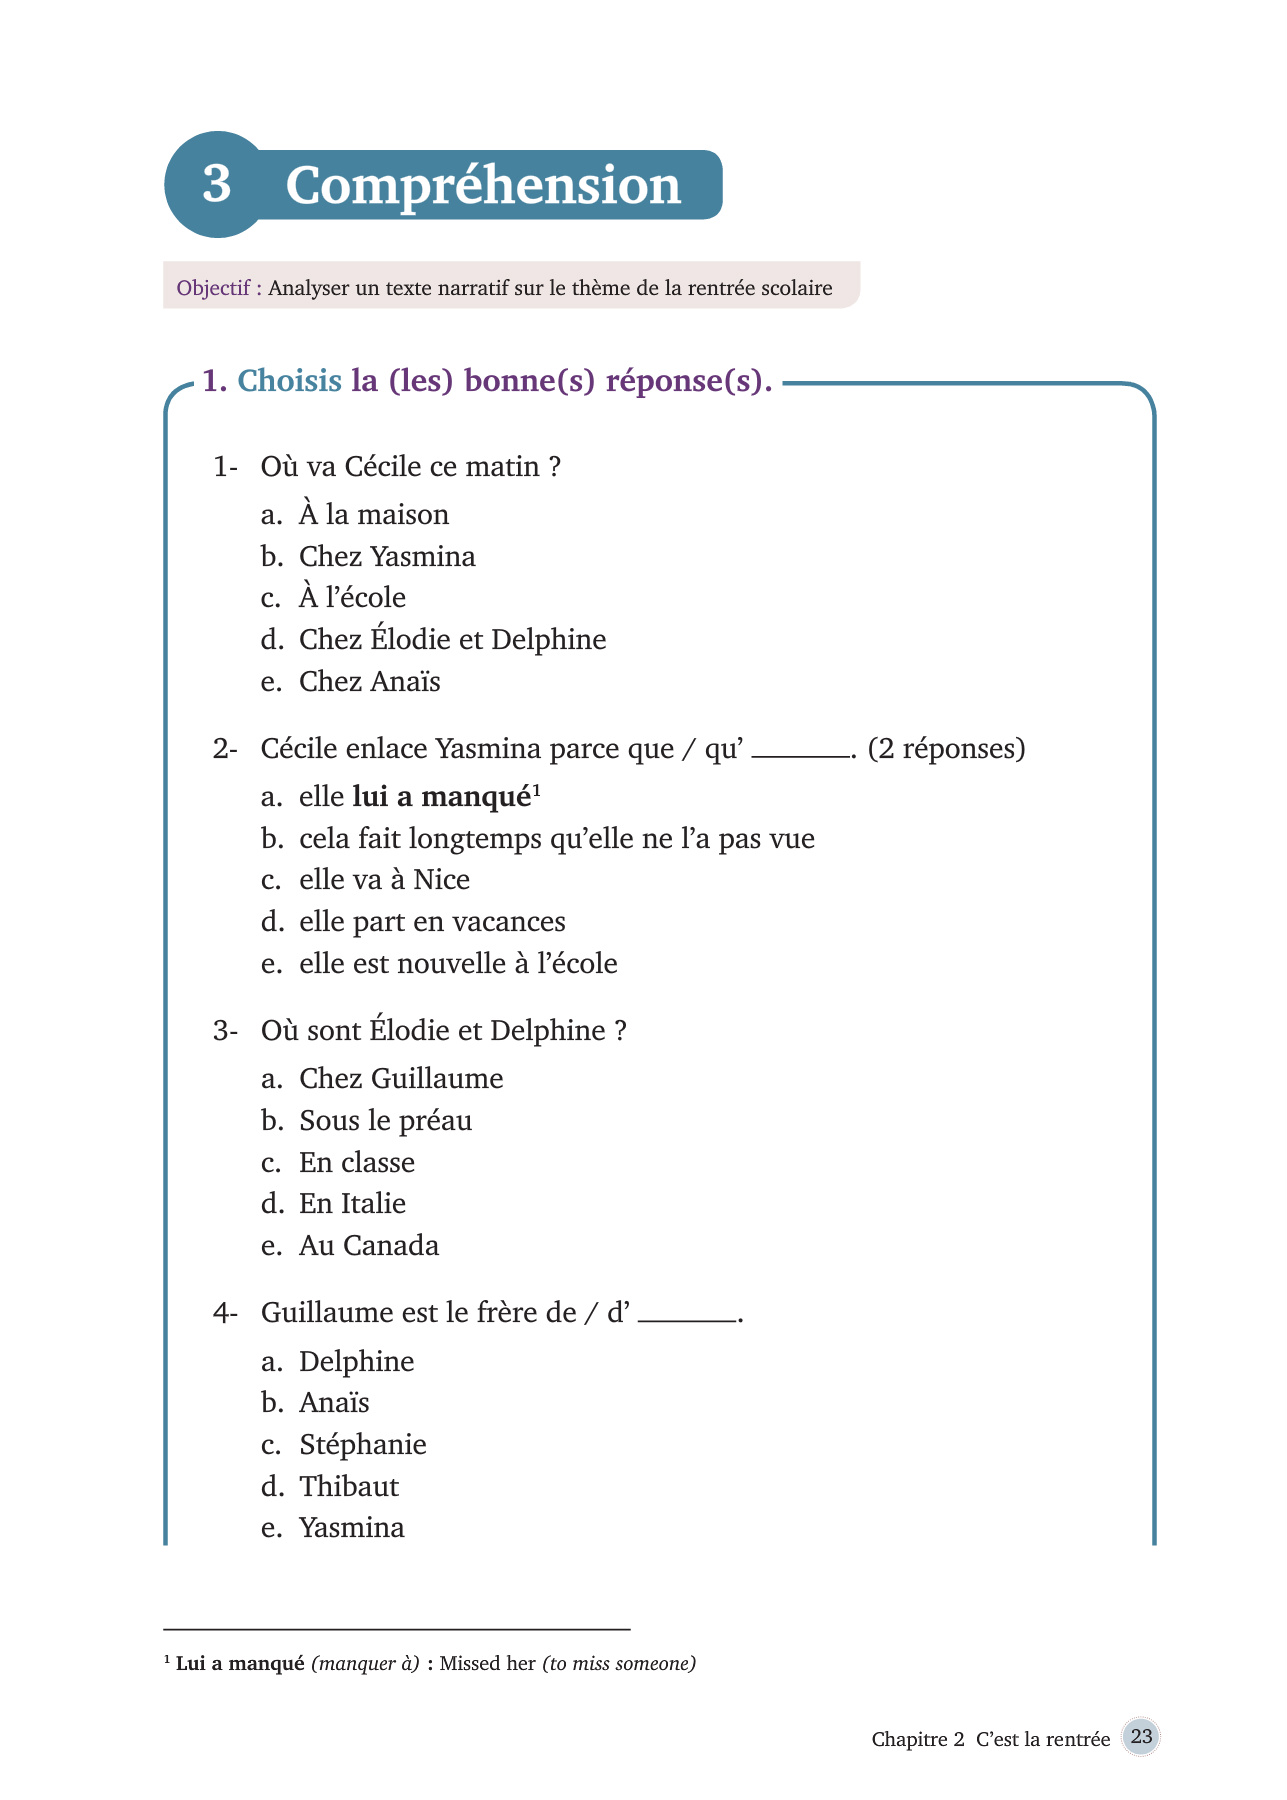 3 Compréhension
Objectif : Analyser un texte narratif sur le thème de la rentrée scolaire
1. Choisis la (les) bonne(s) réponse(s).
1- Où va Cécile ce matin ?
a. À la maison
b. Chez Yasmina
c. À l’école
d. Chez Élodie et Delphine
e. Chez Anaïs
2- Cécile enlace Yasmina parce que / qu’ _______. (2 réponses)
a. elle lui a manqué¹
b. cela fait longtemps qu’elle ne l’a pas vue
c. elle va à Nice
d. elle part en vacances
e. elle est nouvelle à l’école
3- Où sont Élodie et Delphine ?
a. Chez Guillaume
b. Sous le préau
c. En classe
d. En Italie
e. Au Canada
4- Guillaume est le frère de / d’ _______.
a. Delphine
b. Anaïs
c. Stéphanie
d. Thibaut
e. Yasmina
¹ Lui a manqué (manquer à) : Missed her (to miss someone)
Chapitre 2 C’est la rentrée 23